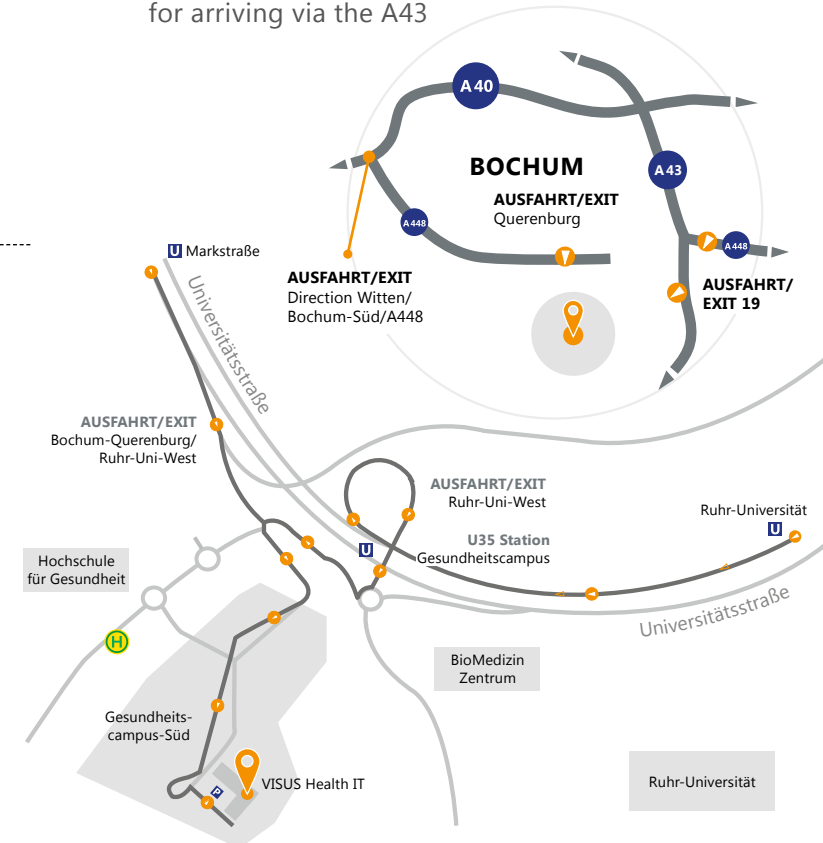 for arriving via the A43
A 40
BOCHUM
A 43
AUSFAHRT/EXIT
Querenburg
A 448
A 448
U Markstraße
AUSFAHRT/EXIT
Direction Witten/
Bochum-Süd/A448
AUSFAHRT/
EXIT 19
Universitätsstraße
AUSFAHRT/EXIT
Bochum-Querenburg/
Ruhr-Uni-West
AUSFAHRT/EXIT
Ruhr-Uni-West
Ruhr-Universität
U
U35 Station
Gesundheitscampus
U
Hochschule
für Gesundheit
Universitätsstraße
H
BioMedizin
Zentrum
Gesundheits-
campus-Süd
VISUS Health IT
P
Ruhr-Universität